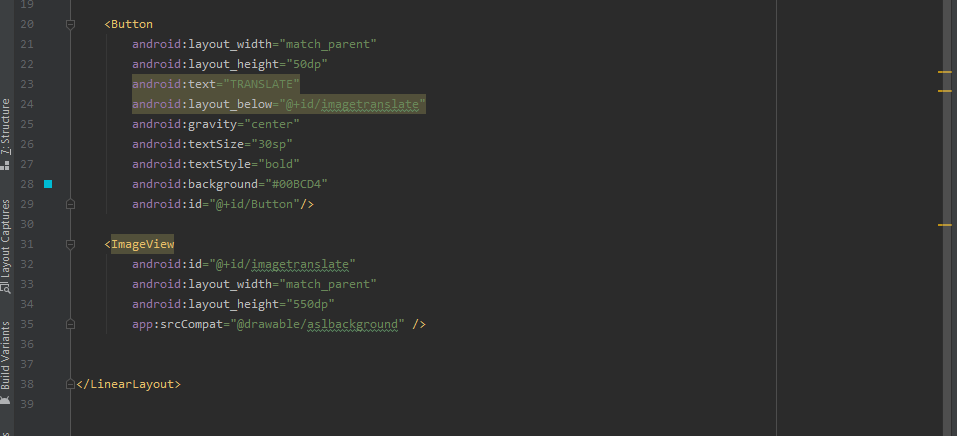 19
20 <Button
21 android:layout_width="match_parent"
22 android:layout_height="50dp"
23 android:text="TRANSLATE"
24 android:layout_below="@+id/imagetranslate"
25 android:gravity="center"
26 android:textSize="30sp"
27 android:textStyle="bold"
28 android:background="#00BCD4"
29 android:id="@+id/Button"/>
30
31 <ImageView
32 android:id="@+id/imagetranslate"
33 android:layout_width="match_parent"
34 android:layout_height="550dp"
35 app:srcCompat="@drawable/aslbackground" />
36
37
38 </LinearLayout>
39
7: Structure
Layout Captures
Build Variants